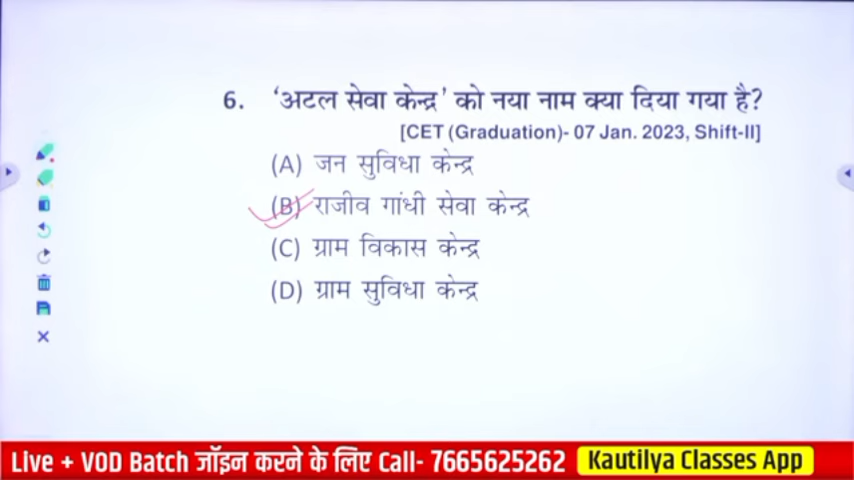 6. 'अटल सेवा केन्द्र' को नया नाम क्या दिया गया है?
[CET (Graduation)- 07 Jan. 2023, Shift-II]
(A) जन सुविधा केन्द्र
(B) राजीव गांधी सेवा केन्द्र
(C) ग्राम विकास केन्द्र
(D) ग्राम सुविधा केन्द्र
Live + VOD Batch जॉइन करने के लिए Call- 7665625262 Kautilya Classes App